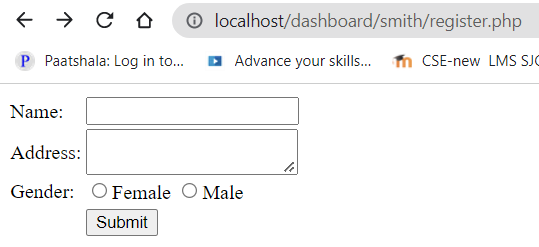 localhost/dashboard/smith/register.php
P Paatshala: Log in to... Advance your skills... CSE-new LMS SJC
Name:
Address:
Gender: Female Male
Submit